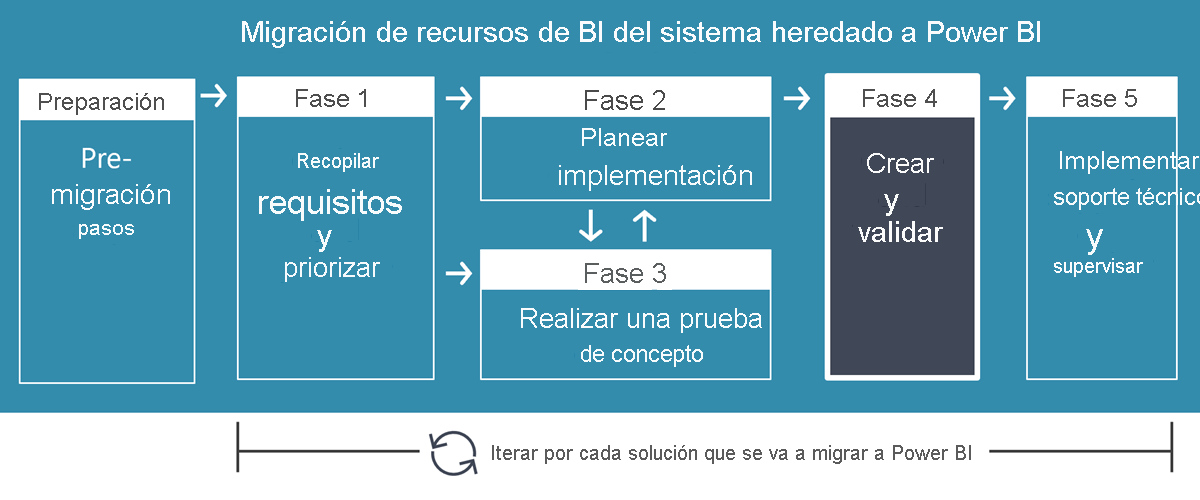 Migración de recursos de BI del sistema heredado a Power BI
Preparación
Pre-
migración
pasos
Fase 1
Recopilar
requisitos
y
priorizar
Fase 2
Planear
implementación
Fase 3
Realizar una prueba
de concepto
Fase 4
Crear
y
validar
Fase 5
Implementar
soporte técnico
y
supervisar
Iterar por cada solución que se va a migrar a Power BI